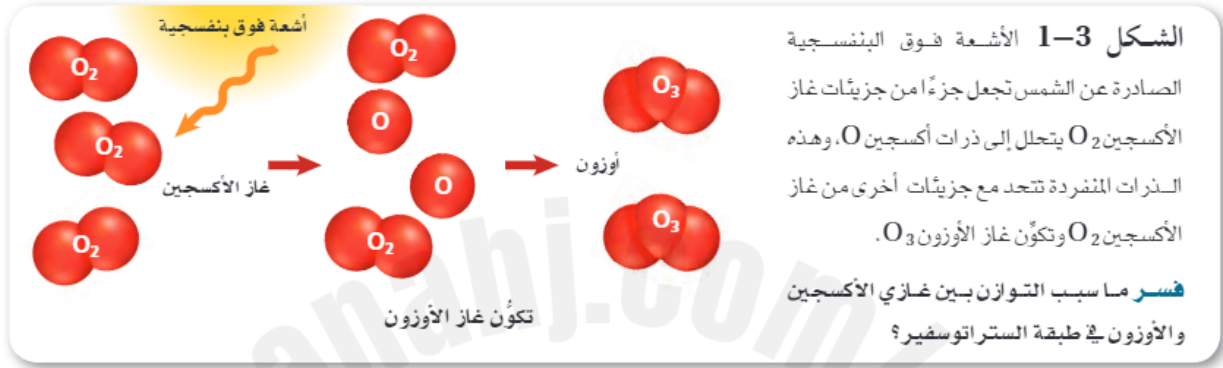 الشكل 3–1 الأشعة فوق البنفسجية
الصادرة عن الشمس تجعل جزءًا من جزيئات غاز
الأكسجين O₂ يتحلل إلى ذرات أكسجين O، وهذه
الذرات المنفردة تتحد مع جزيئات أخرى من غاز
الأكسجين O₂ وتكوِّن غاز الأوزون O₃.
فسر ما سبب التوازن بين غازي الأكسجين
والأوزون في طبقة الستراتوسفير؟
أشعة فوق بنفسجية
O₂
O₂
O₂
غاز الأكسجين
O₂
O
O
O₂
أوزون
O₃
O₃
تكوُّن غاز الأوزون
anahj.com/